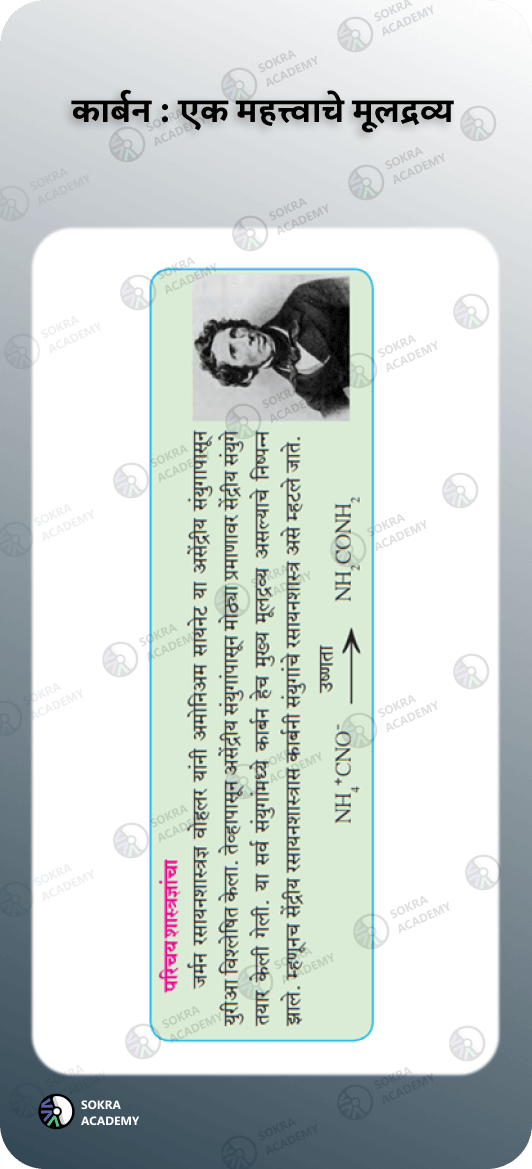 कार्बन : एक महत्त्वाचे मूलद्रव्य
परिचय शास्त्रज्ञांचा
जर्मन रसायनशास्त्रज्ञ वोहलर यांनी अमोनिअम सायनेट या असेंद्रीय संयुगापासून
युरीआ विश्लेषित केला. तेव्हापासून असेंद्रीय संयुगांपासून मोठ्या प्रमाणावर सेंद्रीय संयुगे
तयार केली गेली. या सर्व संयुगांमध्ये कार्बन हेच मुख्य मूलद्रव्य असल्याचे निष्पन्न
झाले. म्हणूनच सेंद्रीय रसायनशास्त्रास कार्बनी संयुगांचे रसायनशास्त्र असे म्हटले जाते.
उष्णता
NH₄⁺CNO⁻ ⟶ NH₂CONH₂
SOKRA
ACADEMY